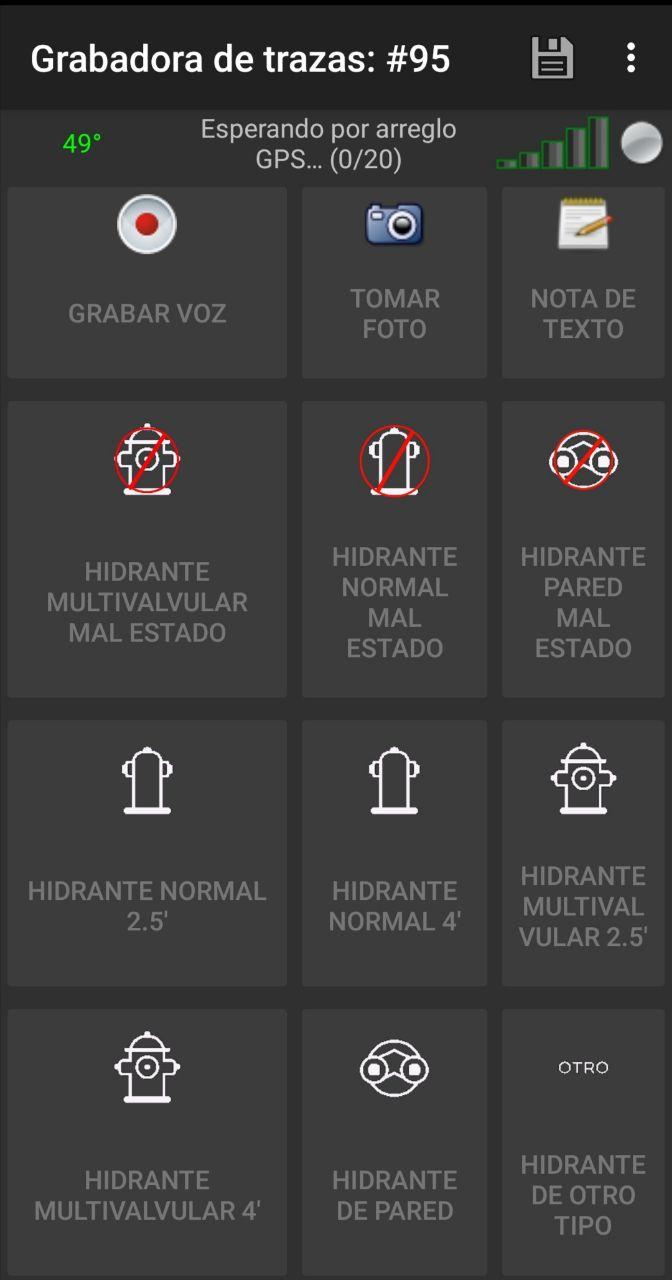 Grabadora de trazas: #95
49°
Esperando por arreglo
GPS... (0/20)
GRABAR VOZ
TOMAR
FOTO
NOTA DE
TEXTO
HIDRANTE
MULTIVALVULAR
MAL ESTADO
HIDRANTE
NORMAL
MAL
ESTADO
HIDRANTE
PARED
MAL
ESTADO
HIDRANTE NORMAL
2.5'
HIDRANTE
NORMAL 4'
HIDRANTE
MULTIVAL
VULAR 2.5'
HIDRANTE
MULTIVALVULAR 4'
HIDRANTE
DE PARED
OTRO
HIDRANTE
DE OTRO
TIPO